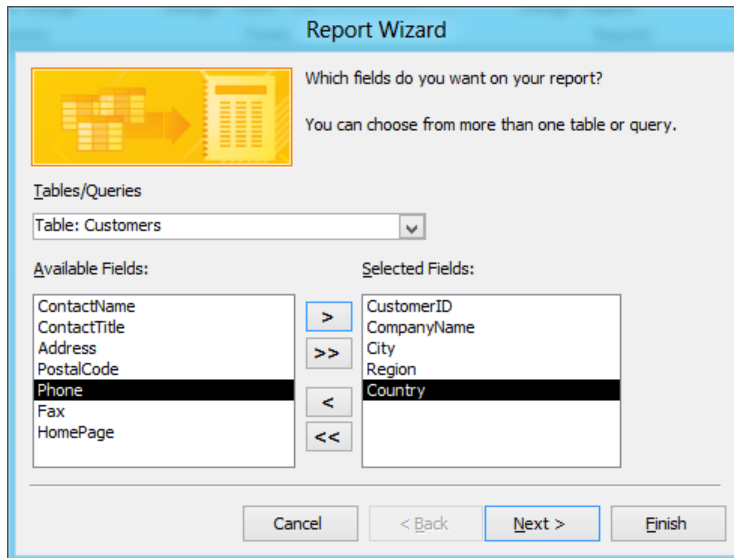 Report Wizard
Which fields do you want on your report?
You can choose from more than one table or query.
Tables/Queries
Table: Customers
Available Fields:
ContactName
ContactTitle
Address
PostalCode
Phone
Fax
HomePage
>
>>
<
<<
Selected Fields:
CustomerID
CompanyName
City
Region
Country
Cancel
< Back
Next >
Finish